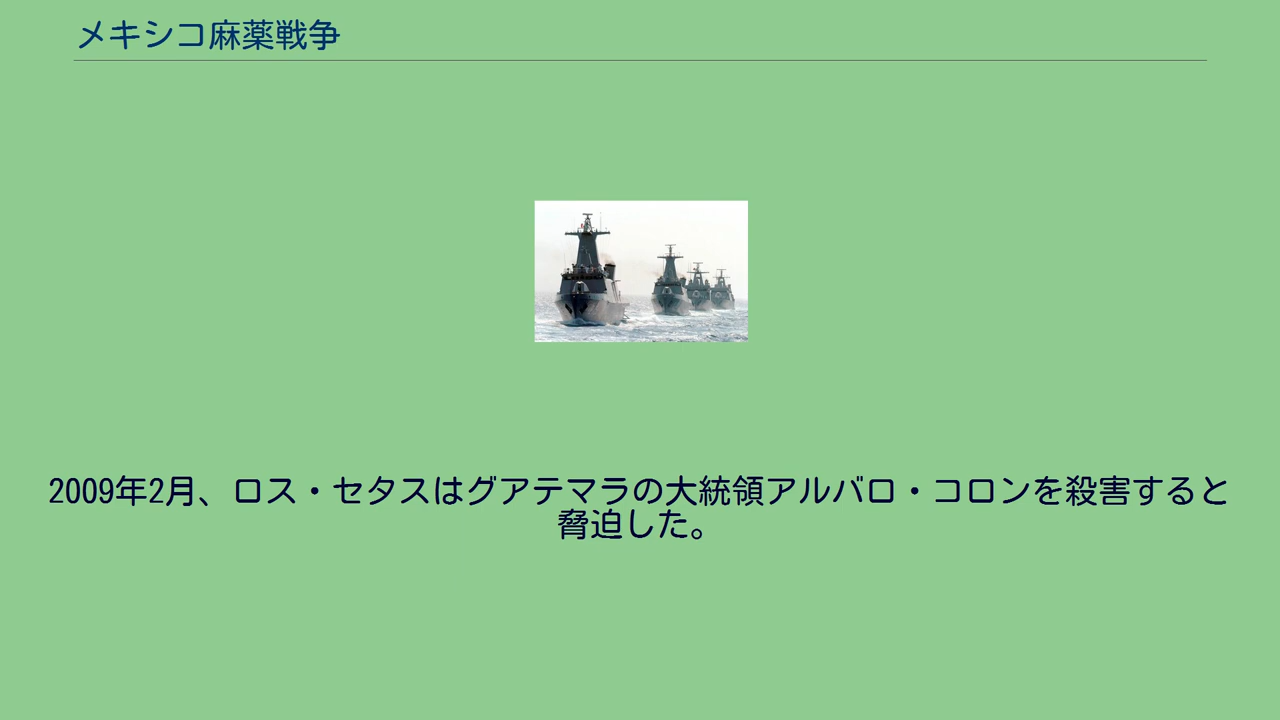 メキシコ麻薬戦争
2009年2月、ロス・セタスはグアテマラの大統領アルバロ・コロンを殺害すると
脅迫した。